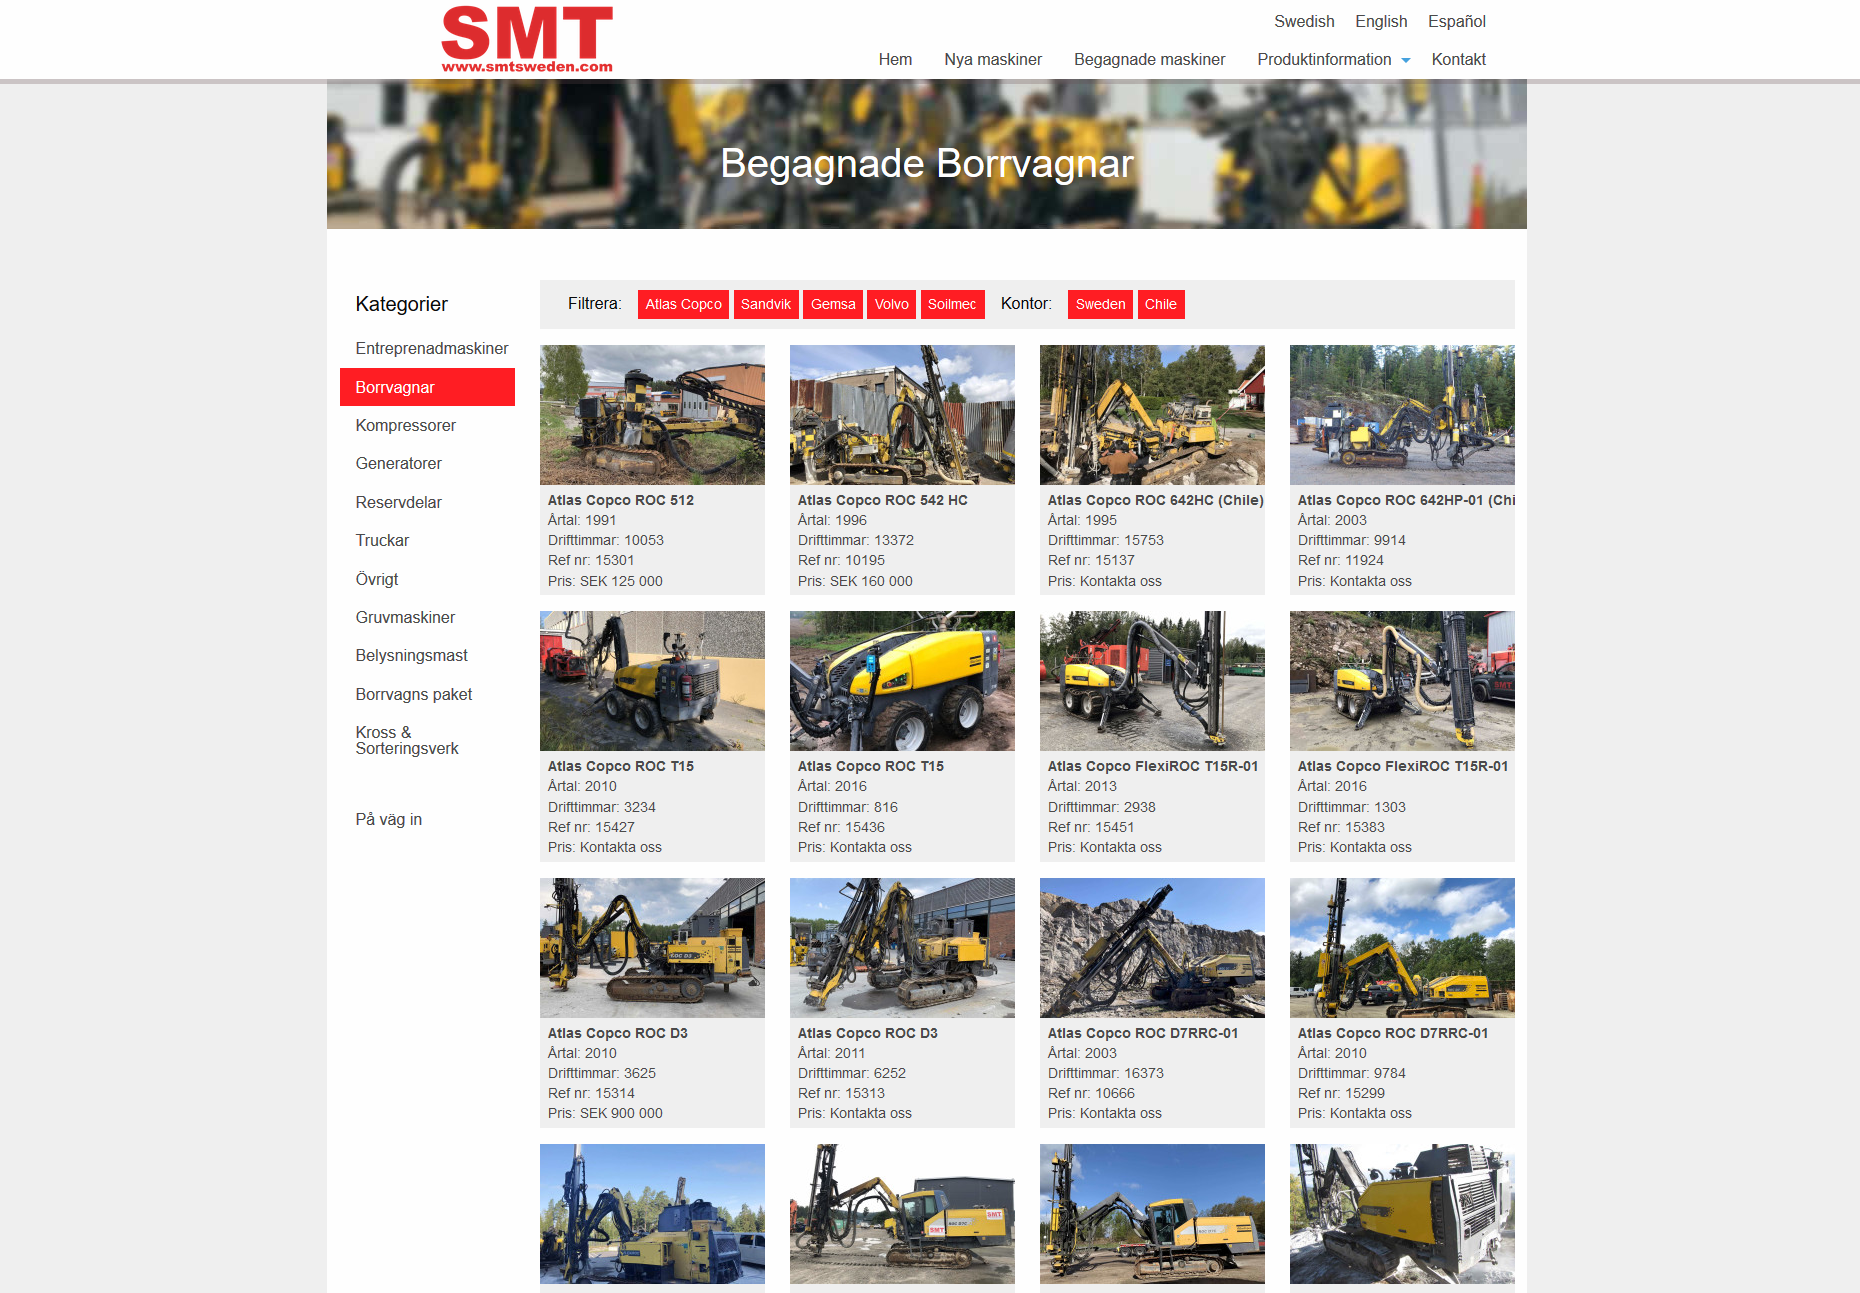 SMT
www.smtsweden.com
Swedish English Español
Hem Nya maskiner Begagnade maskiner Produktinformation Kontakt
Begagnade Borrvagnar
Kategorier
Entreprenadmaskiner
Borrvagnar
Kompressorer
Generatorer
Reservdelar
Truckar
Övrigt
Gruvmaskiner
Belysningsmast
Borrvagns paket
Kross &
Sorteringsverk
På väg in
Filtrera: Atlas Copco Sandvik Gemsa Volvo Soilmec Kontor: Sweden Chile
Atlas Copco ROC 512
Årtal: 1991
Drifttimmar: 10053
Ref nr: 15301
Pris: SEK 125 000
Atlas Copco ROC 542 HC
Årtal: 1996
Drifttimmar: 13372
Ref nr: 10195
Pris: SEK 160 000
Atlas Copco ROC 642HC (Chile)
Årtal: 1995
Drifttimmar: 15753
Ref nr: 15137
Pris: Kontakta oss
Atlas Copco ROC 642HP-01 (Chi
Årtal: 2003
Drifttimmar: 9914
Ref nr: 11924
Pris: Kontakta oss
SMT
Atlas Copco ROC T15
Årtal: 2010
Drifttimmar: 3234
Ref nr: 15427
Pris: Kontakta oss
Atlas Copco ROC T15
Årtal: 2016
Drifttimmar: 816
Ref nr: 15436
Pris: Kontakta oss
Atlas Copco FlexiROC T15R-01
Årtal: 2013
Drifttimmar: 2938
Ref nr: 15451
Pris: Kontakta oss
Atlas Copco FlexiROC T15R-01
Årtal: 2016
Drifttimmar: 1303
Ref nr: 15383
Pris: Kontakta oss
ROC D3
Atlas Copco ROC D3
Årtal: 2010
Drifttimmar: 3625
Ref nr: 15314
Pris: SEK 900 000
Atlas Copco ROC D3
Årtal: 2011
Drifttimmar: 6252
Ref nr: 15313
Pris: Kontakta oss
Atlas Copco ROC D7RRC-01
Årtal: 2003
Drifttimmar: 16373
Ref nr: 10666
Pris: Kontakta oss
Atlas Copco ROC D7RRC-01
Årtal: 2010
Drifttimmar: 9784
Ref nr: 15299
Pris: Kontakta oss
SMT
SMT ROC D7C